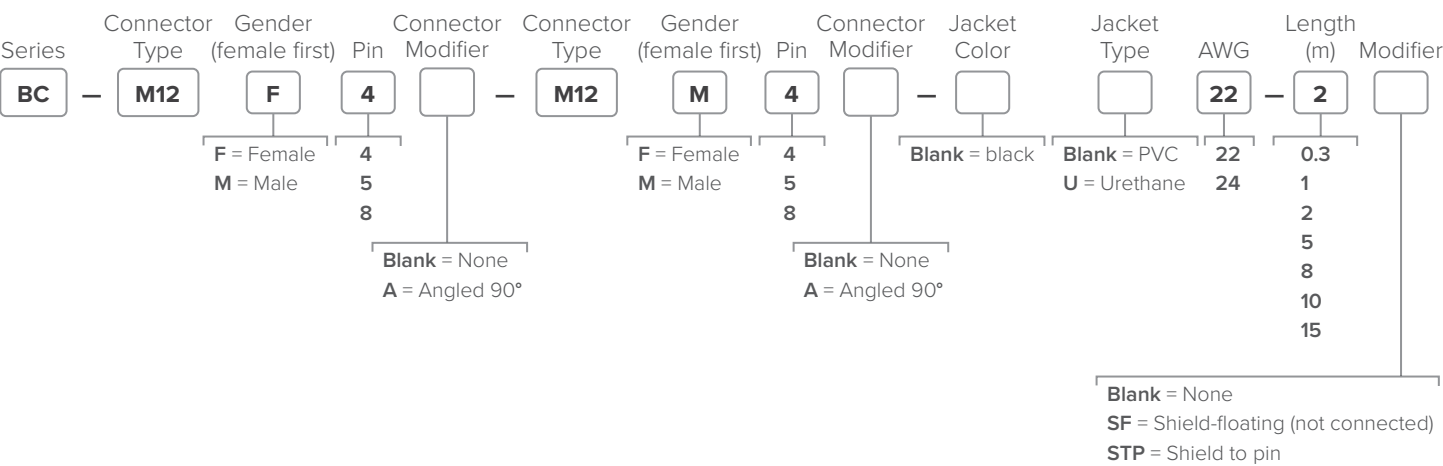 Connector Gender Connector Connector Gender Connector Jacket Jacket Length
Series Type (female first) Pin Modifier Type (female first) Pin Modifier Color Type AWG (m) Modifier
BC – M12 F 4 – M12 M 4 – 22 – 2
F = Female 4 F = Female 4 Blank = black Blank = PVC 22 0.3
M = Male 5 M = Male 5 U = Urethane 24 1
8 8 2
5
Blank = None Blank = None 8
A = Angled 90° A = Angled 90° 10
15
Blank = None
SF = Shield-floating (not connected)
STP = Shield to pin